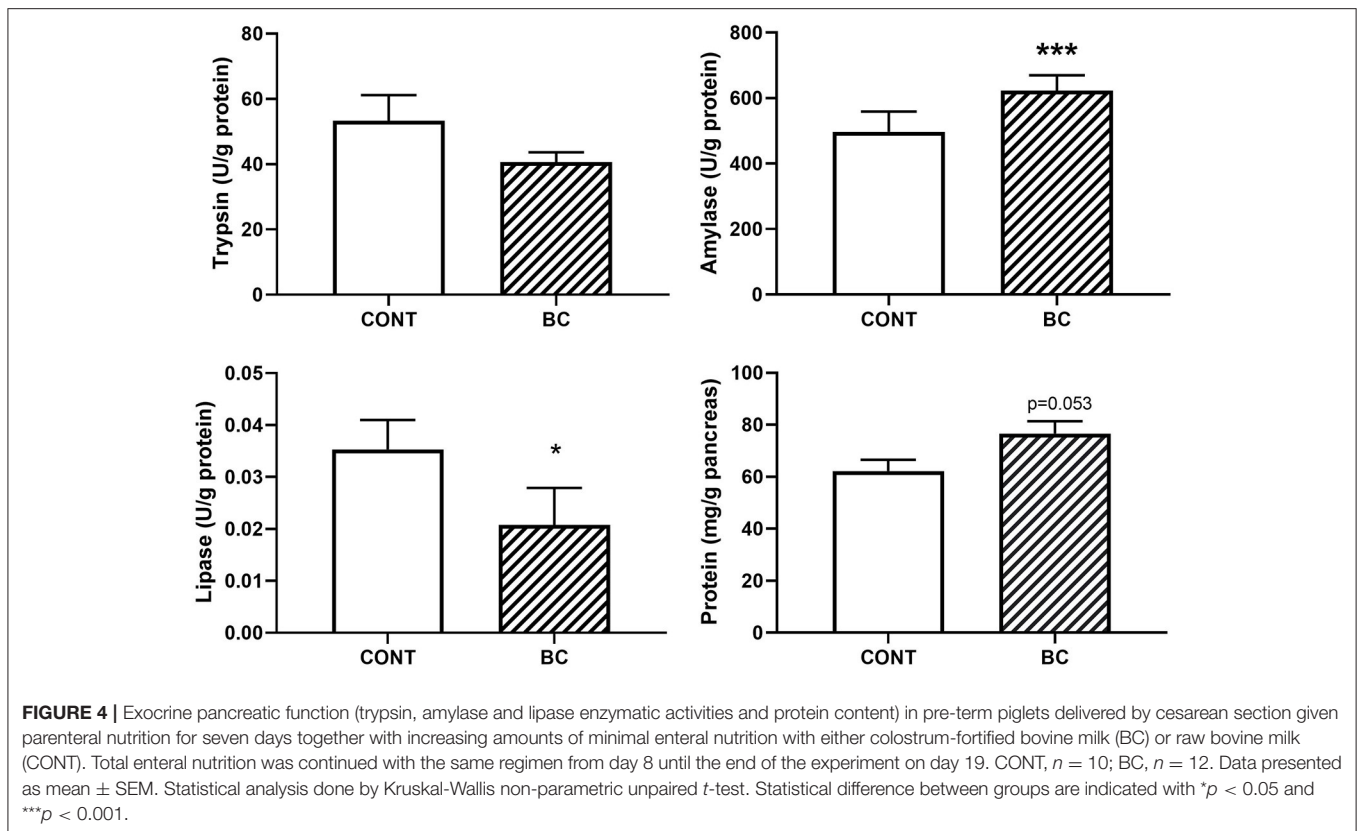 Trypsin (U/g protein)
80
60
40
20
0
CONT BC
Amylase (U/g protein)
800
600
400
200
0
***
CONT BC
Lipase (U/g protein)
0.05
0.04
0.03
0.02
0.01
0.00
*
CONT BC
Protein (mg/g pancreas)
100
80
60
40
20
0
p=0.053
CONT BC
FIGURE 4 | Exocrine pancreatic function (trypsin, amylase and lipase enzymatic activities and protein content) in pre-term piglets delivered by cesarean section given
parenteral nutrition for seven days together with increasing amounts of minimal enteral nutrition with either colostrum-fortified bovine milk (BC) or raw bovine milk
(CONT). Total enteral nutrition was continued with the same regimen from day 8 until the end of the experiment on day 19. CONT, n = 10; BC, n = 12. Data presented
as mean ± SEM. Statistical analysis done by Kruskal-Wallis non-parametric unpaired t-test. Statistical difference between groups are indicated with *p < 0.05 and
***p < 0.001.